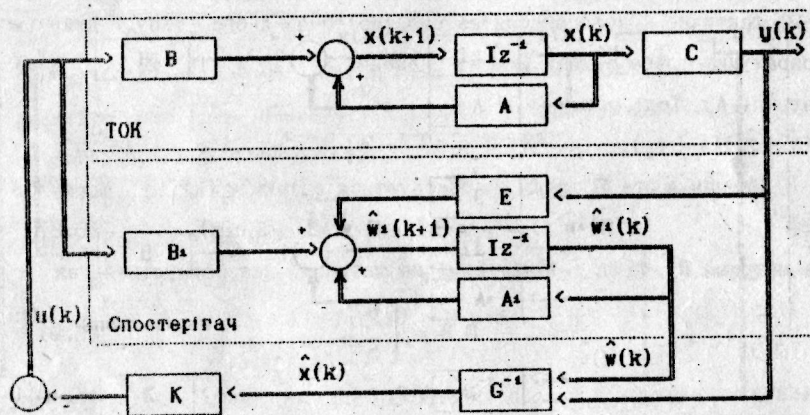 x(k+1) x(k) y(k)
B + + Iz⁻¹ C
A
ТОК
E
ŵ₁(k+1) ŵ₁(k)
B₁ + + Iz⁻¹
A₁
u(k)
Спостерігач
x̂(k) ŵ(k)
- K G⁻¹